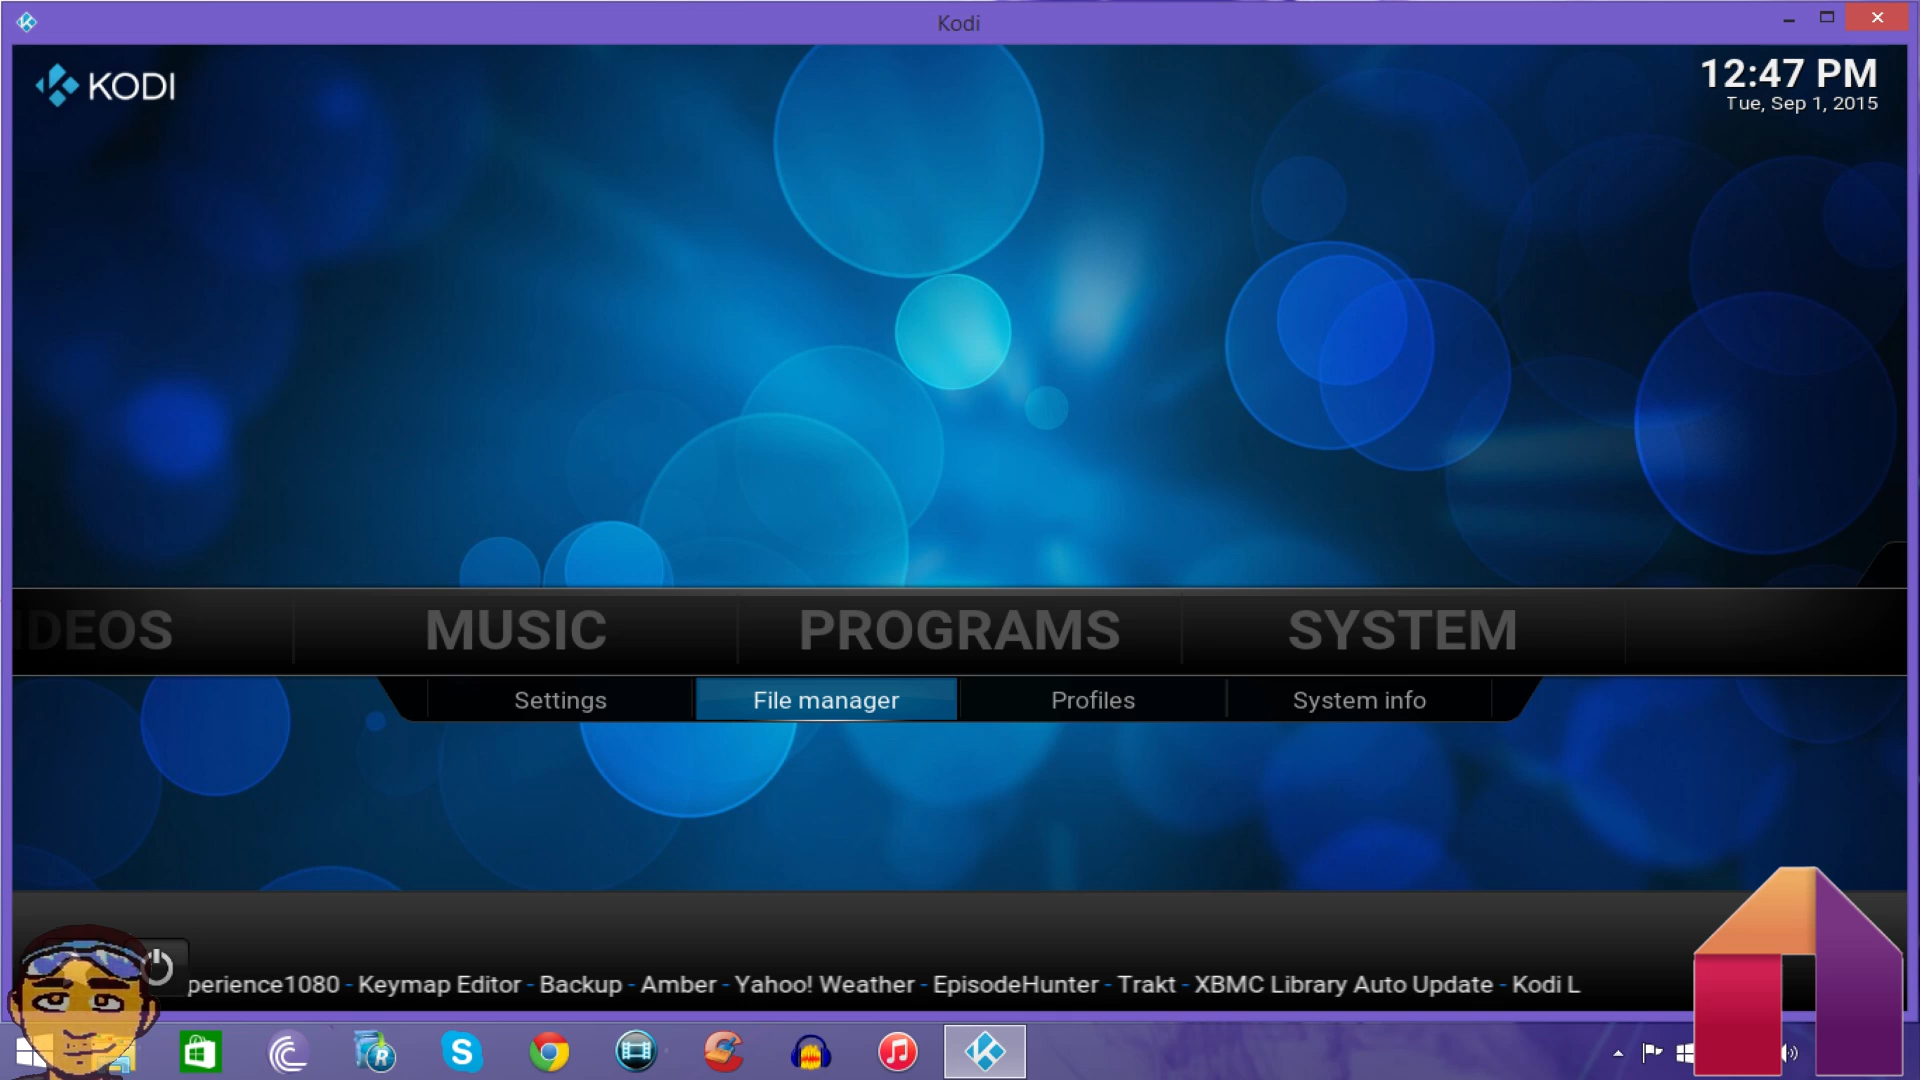 Kodi
KODI
12:47 PM
Tue, Sep 1, 2015
IDEOS MUSIC PROGRAMS SYSTEM
Settings File manager Profiles System info
perience1080 - Keymap Editor - Backup - Amber - Yahoo! Weather - EpisodeHunter - Trakt - XBMC Library Auto Update - Kodi L